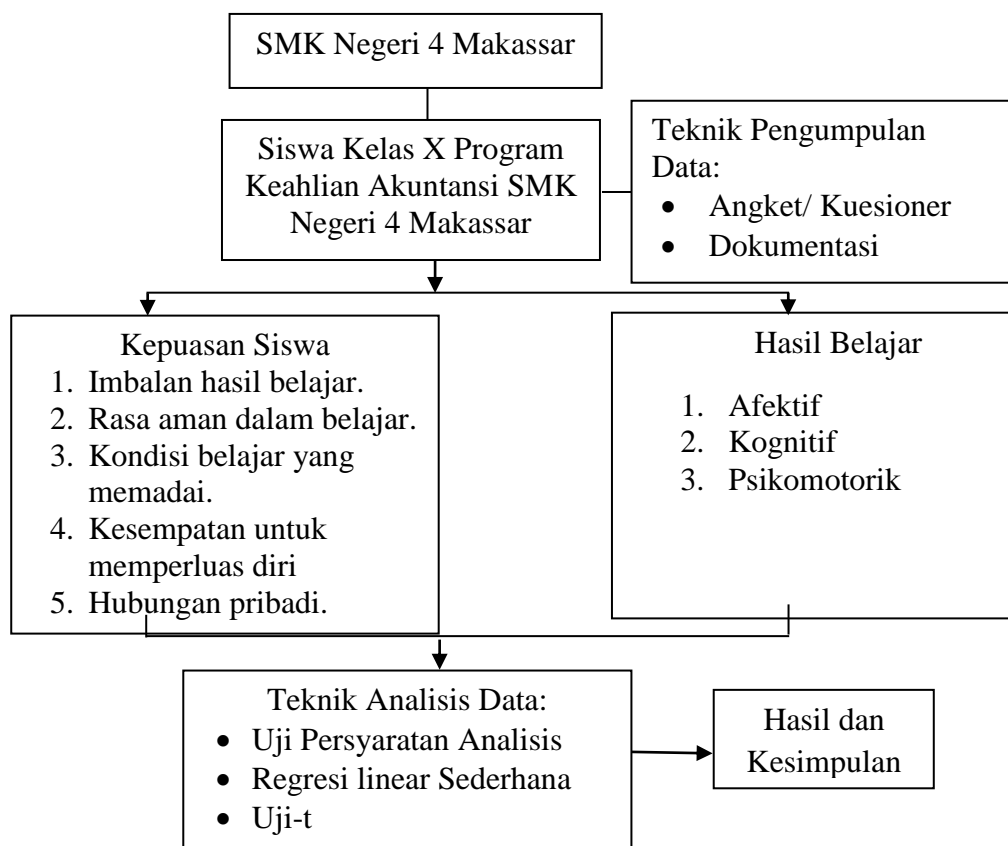 SMK Negeri 4 Makassar
Siswa Kelas X Program
Keahlian Akuntansi SMK
Negeri 4 Makassar
Teknik Pengumpulan
Data:
• Angket/ Kuesioner
• Dokumentasi
Kepuasan Siswa
1. Imbalan hasil belajar.
2. Rasa aman dalam belajar.
3. Kondisi belajar yang
memadai.
4. Kesempatan untuk
memperluas diri
5. Hubungan pribadi.
Hasil Belajar
1. Afektif
2. Kognitif
3. Psikomotorik
Teknik Analisis Data:
• Uji Persyaratan Analisis
• Regresi linear Sederhana
• Uji-t
Hasil dan
Kesimpulan